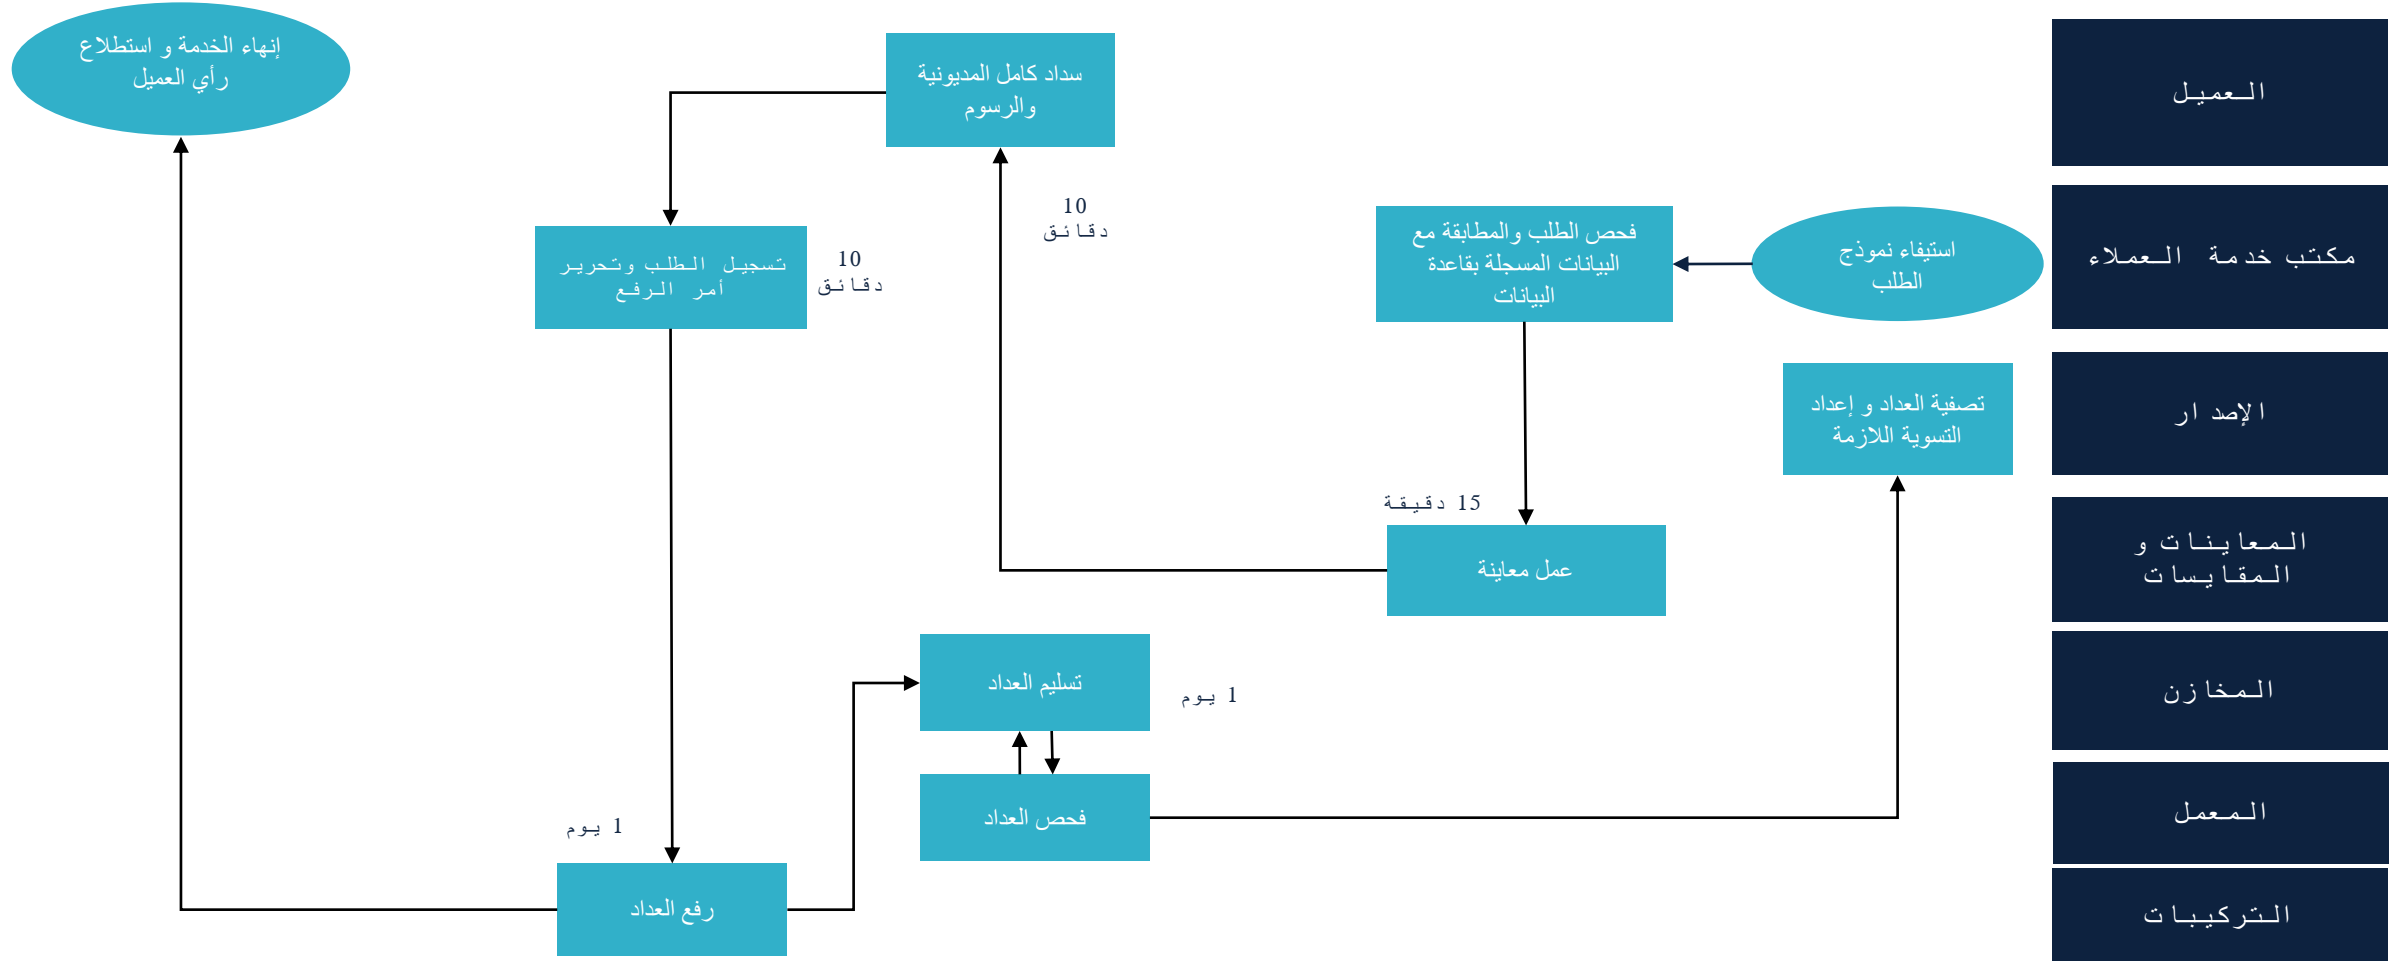 العميل
سداد كامل المديونية
والرسوم
إنهاء الخدمة و استطلاع
رأي العميل
مكتب خدمة العملاء
استيفاء نموذج
الطلب
فحص الطلب والمطابقة مع
البيانات المسجلة بقاعدة
البيانات
10
دقائق
10
دقائق
تسجيل الطلب وتحرير
أمر الرفع
الإصدار
تصفية العداد و إعداد
التسوية اللازمة
المعاينات و
المقايسات
15 دقيقة
عمل معاينة
المخازن
1 يوم
تسليم العداد
المعمل
فحص العداد
1 يوم
التركيبات
رفع العداد